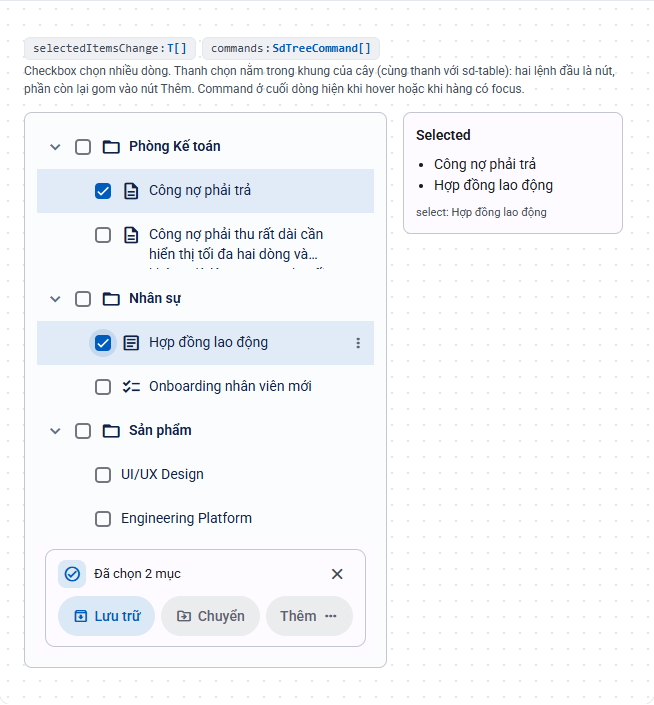 selectedItemsChange: T[] commands: SdTreeCommand[]
Checkbox chọn nhiều dòng. Thanh chọn nằm trong khung của cây (cùng thanh với sd-table): hai lệnh đầu là nút,
phần còn lại gom vào nút Thêm. Command ở cuối dòng hiện khi hover hoặc khi hàng có focus.
Phòng Kế toán
Công nợ phải trả
Công nợ phải thu rất dài cần
hiển thị tối đa hai dòng và…
Nhân sự
Hợp đồng lao động
Onboarding nhân viên mới
Sản phẩm
UI/UX Design
Engineering Platform
Đã chọn 2 mục
Lưu trữ
Chuyển
Thêm
Selected
Công nợ phải trả
Hợp đồng lao động
select: Hợp đồng lao động